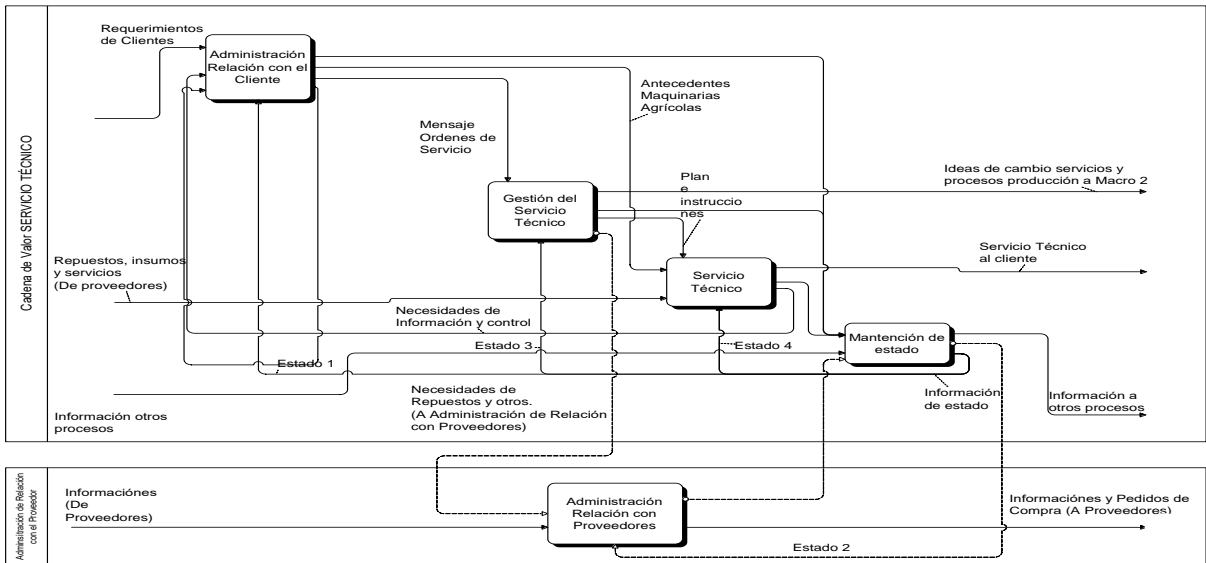 Cadena de Valor SERVICIO TÉCNICO
Requerimientos
de Clientes
Administración
Relación con el
Cliente
Antecedentes
Maquinarias
Agrícolas
Mensaje
Ordenes de
Servicio
Gestión del
Servicio
Técnico
Plan
e
instruccio
nes
Ideas de cambio servicios y
procesos producción a Macro 2
Servicio Técnico
al cliente
Repuestos, insumos
y servicios
(De proveedores)
Servicio
Técnico
Necesidades de
Información y control
Estado 3
Estado 4
Mantención de
estado
Estado 1
Necesidades de
Repuestos y otros.
(A Administración de Relación
con Proveedores)
Información
de estado
Información a
otros procesos
Información otros
procesos
Adminsitración de Relación
con el Proveedor
Informaciónes
(De
Proveedores)
Administración
Relación con
Proveedores
Informaciónes y Pedidos de
Compra (A Proveedores)
Estado 2